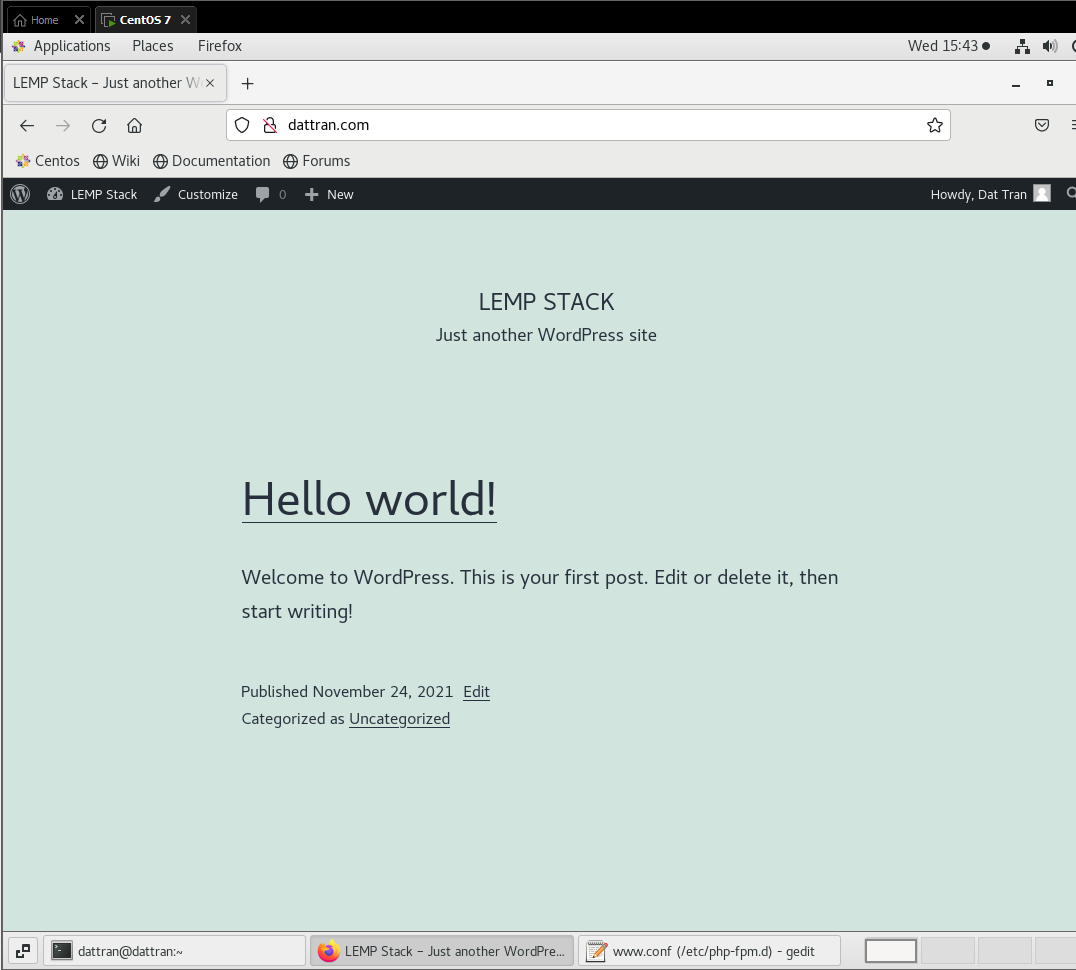 Home CentOS 7
Applications Places Firefox Wed 15:43
LEMP Stack – Just another W
dattran.com
Centos Wiki Documentation Forums
LEMP Stack Customize 0 New Howdy, Dat Tran
LEMP STACK
Just another WordPress site
Hello world!
Welcome to WordPress. This is your first post. Edit or delete it, then
start writing!
Published November 24, 2021 Edit
Categorized as Uncategorized
dattran@dattran:~ LEMP Stack – Just another WordPre... www.conf (/etc/php-fpm.d) - gedit